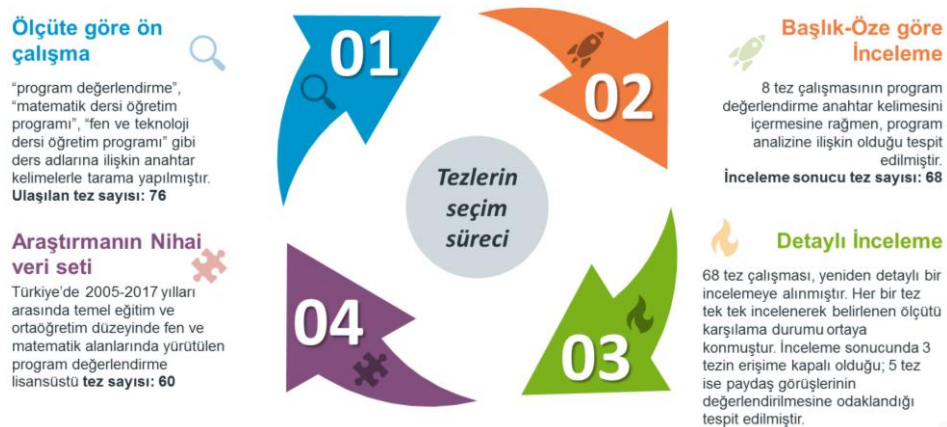 Ölçüte göre ön
çalışma
"program değerlendirme",
"matematik dersi öğretim
programı", "fen ve teknoloji
dersi öğretim programı" gibi
ders adlarına ilişkin anahtar
kelimelerle tarama yapılmıştır.
Ulaşılan tez sayısı: 76
01
02
Başlık-Öze göre
İnceleme
8 tez çalışmasının program
değerlendirme anahtar kelimesini
içermesine rağmen, program
analizine ilişkin olduğu tespit
edilmiştir.
İnceleme sonucu tez sayısı: 68
Tezlerin
seçim
süreci
Araştırmanın Nihai
veri seti
Türkiye'de 2005-2017 yılları
arasında temel eğitim ve
ortaöğretim düzeyinde fen ve
matematik alanlarında yürütülen
program değerlendirme
lisansüstü tez sayısı: 60
04
03
Detaylı İnceleme
68 tez çalışması, yeniden detaylı bir
incelemeye alınmıştır. Her bir tez
tek tek incelenerek belirlenen ölçütü
karşılama durumu ortaya
konmuştur. İnceleme sonucunda 3
tezin erişime kapalı olduğu; 5 tez
ise paydaş görüşlerinin
değerlendirilmesine odaklandığı
tespit edilmiştir.